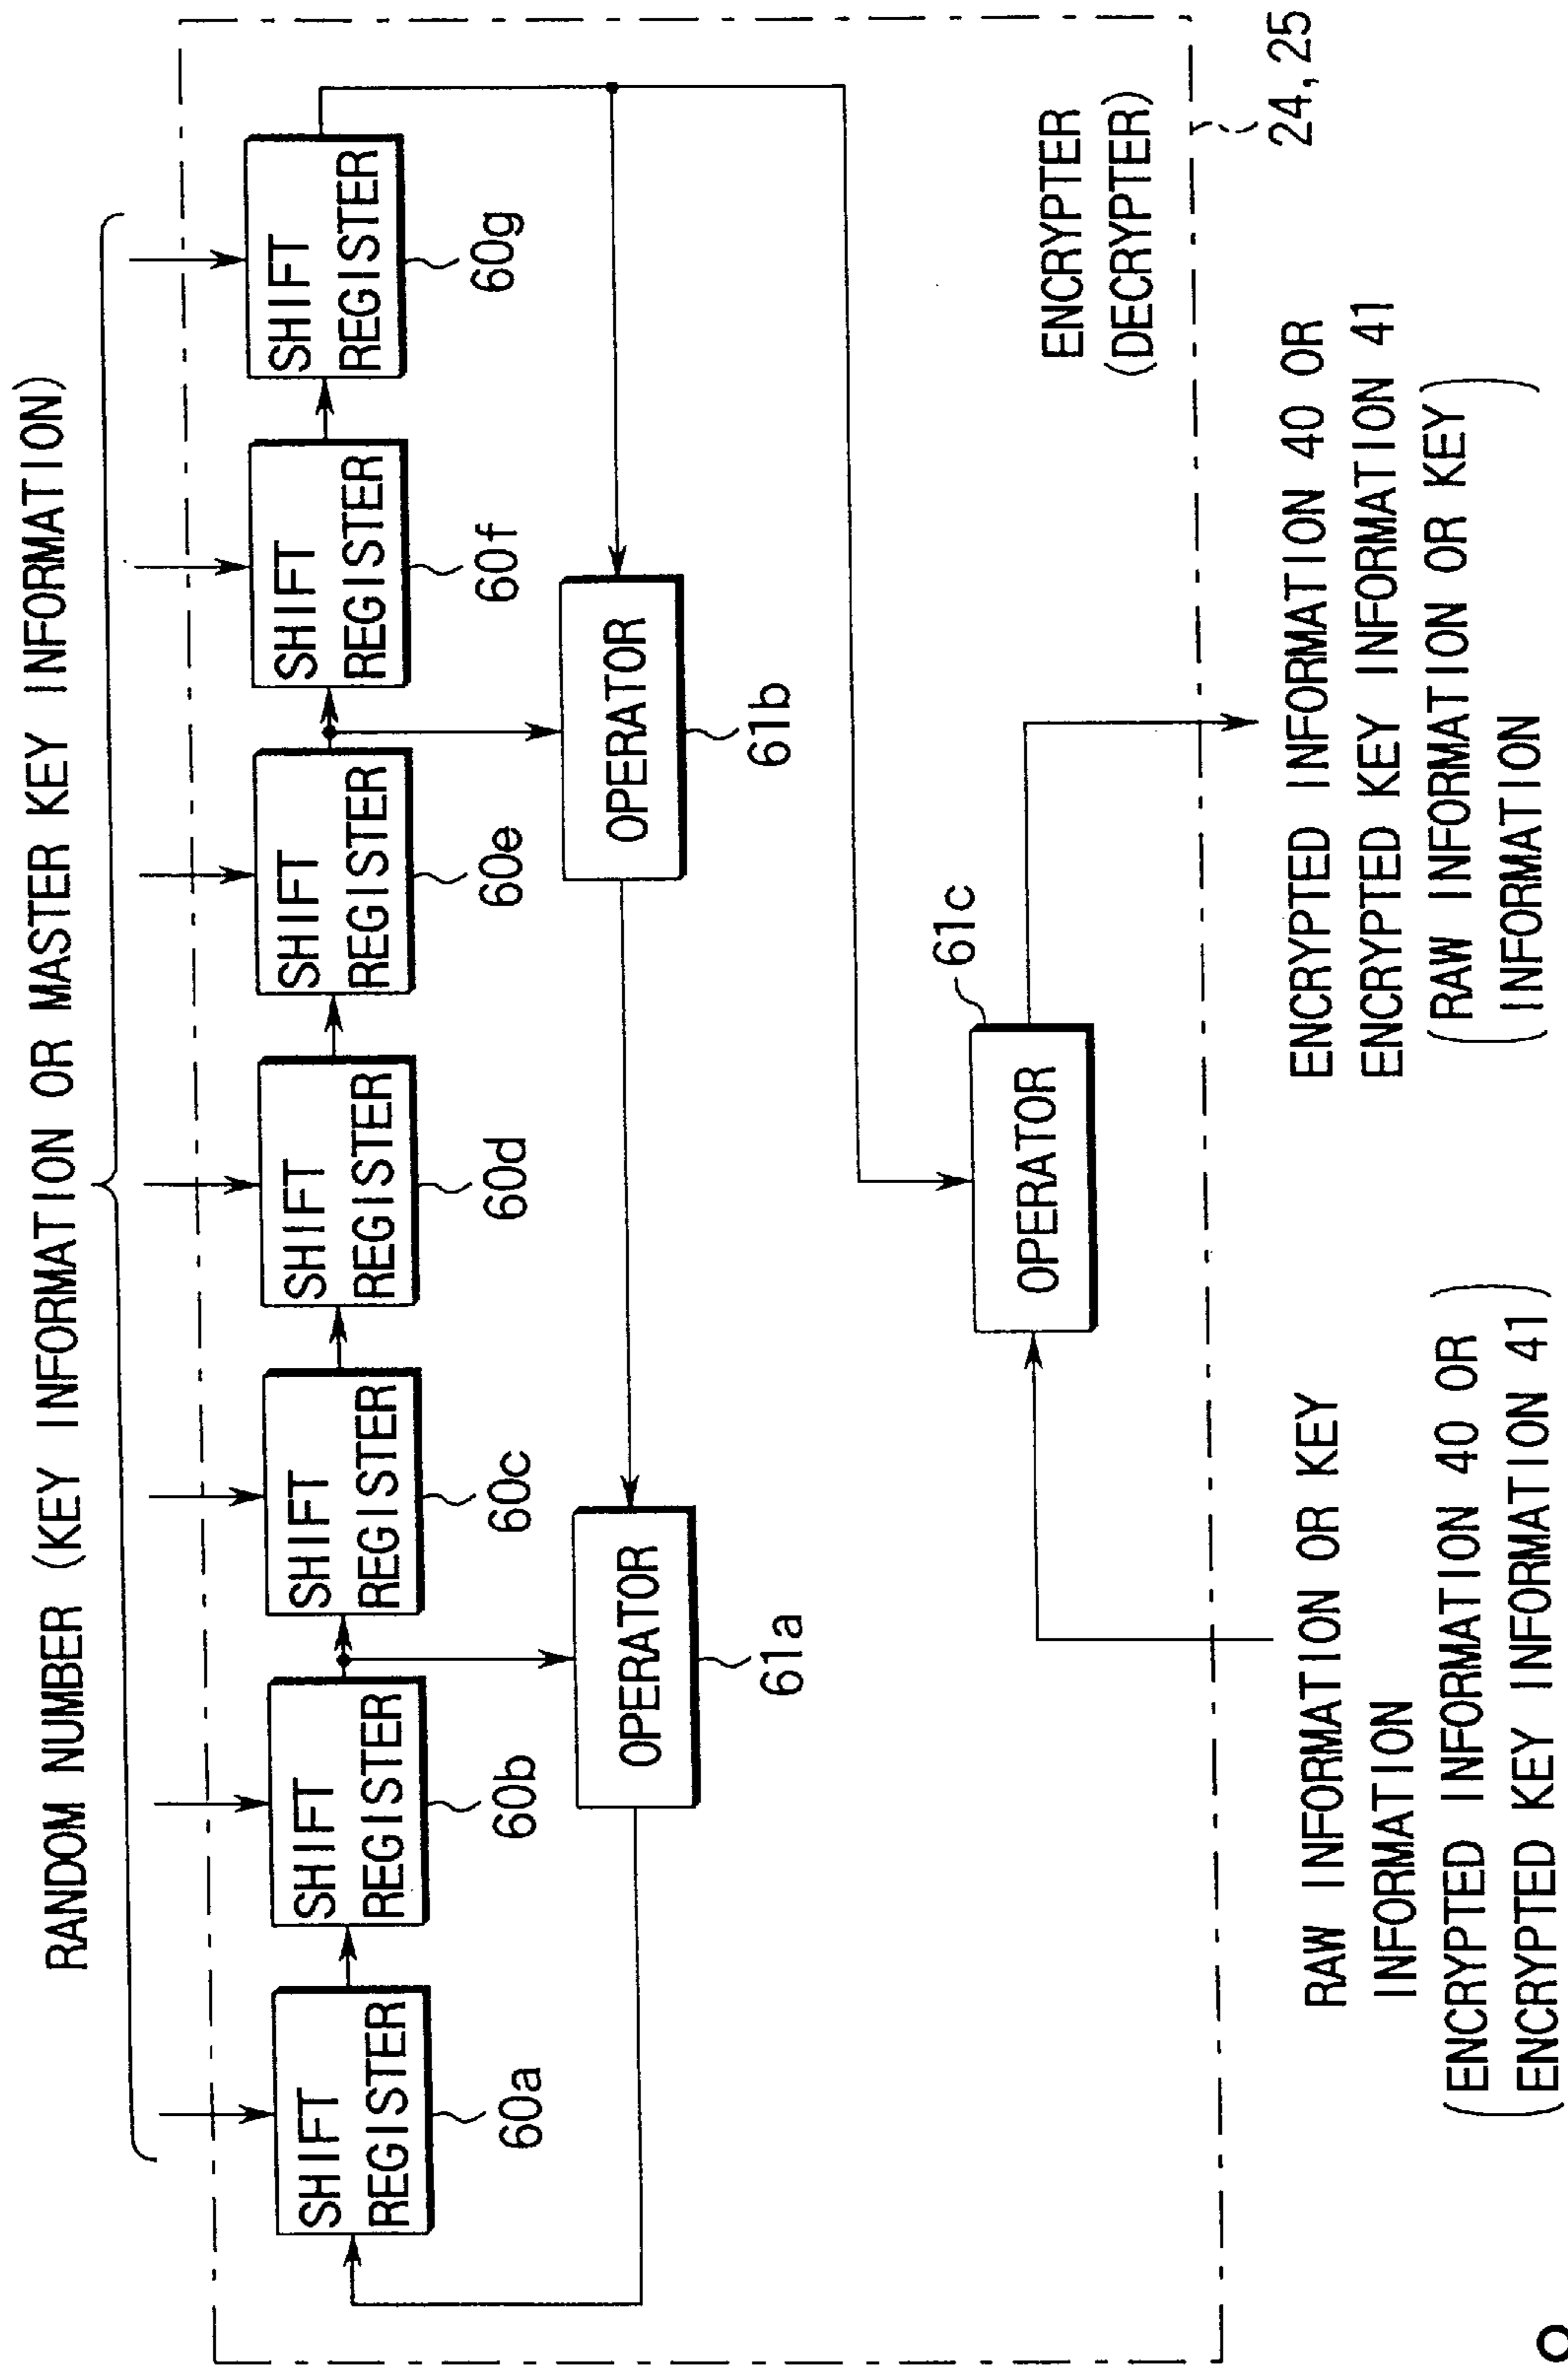 RANDOM NUMBER (KEY INFORMATION OR MASTER KEY INFORMATION)
SHIFT
REGISTER
60a
SHIFT
REGISTER
60b
SHIFT
REGISTER
60c
SHIFT
REGISTER
60d
SHIFT
REGISTER
60e
SHIFT
REGISTER
60f
SHIFT
REGISTER
60g
OPERATOR
61a
OPERATOR
61b
OPERATOR
61c
ENCRYPTER
(DECRYPTER)
24, 25
RAW INFORMATION OR KEY
INFORMATION
(ENCRYPTED INFORMATION 40 OR
ENCRYPTED KEY INFORMATION 41)
ENCRYPTED INFORMATION 40 OR
ENCRYPTED KEY INFORMATION 41
(RAW INFORMATION OR KEY
INFORMATION)